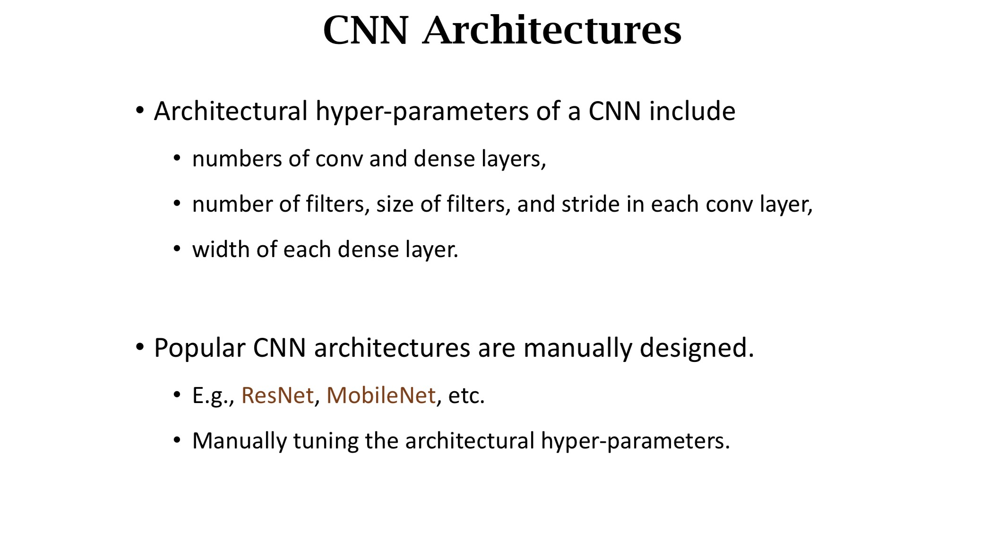 CNN Architectures
• Architectural hyper-parameters of a CNN include
• numbers of conv and dense layers,
• number of filters, size of filters, and stride in each conv layer,
• width of each dense layer.
• Popular CNN architectures are manually designed.
• E.g., ResNet, MobileNet, etc.
• Manually tuning the architectural hyper-parameters.